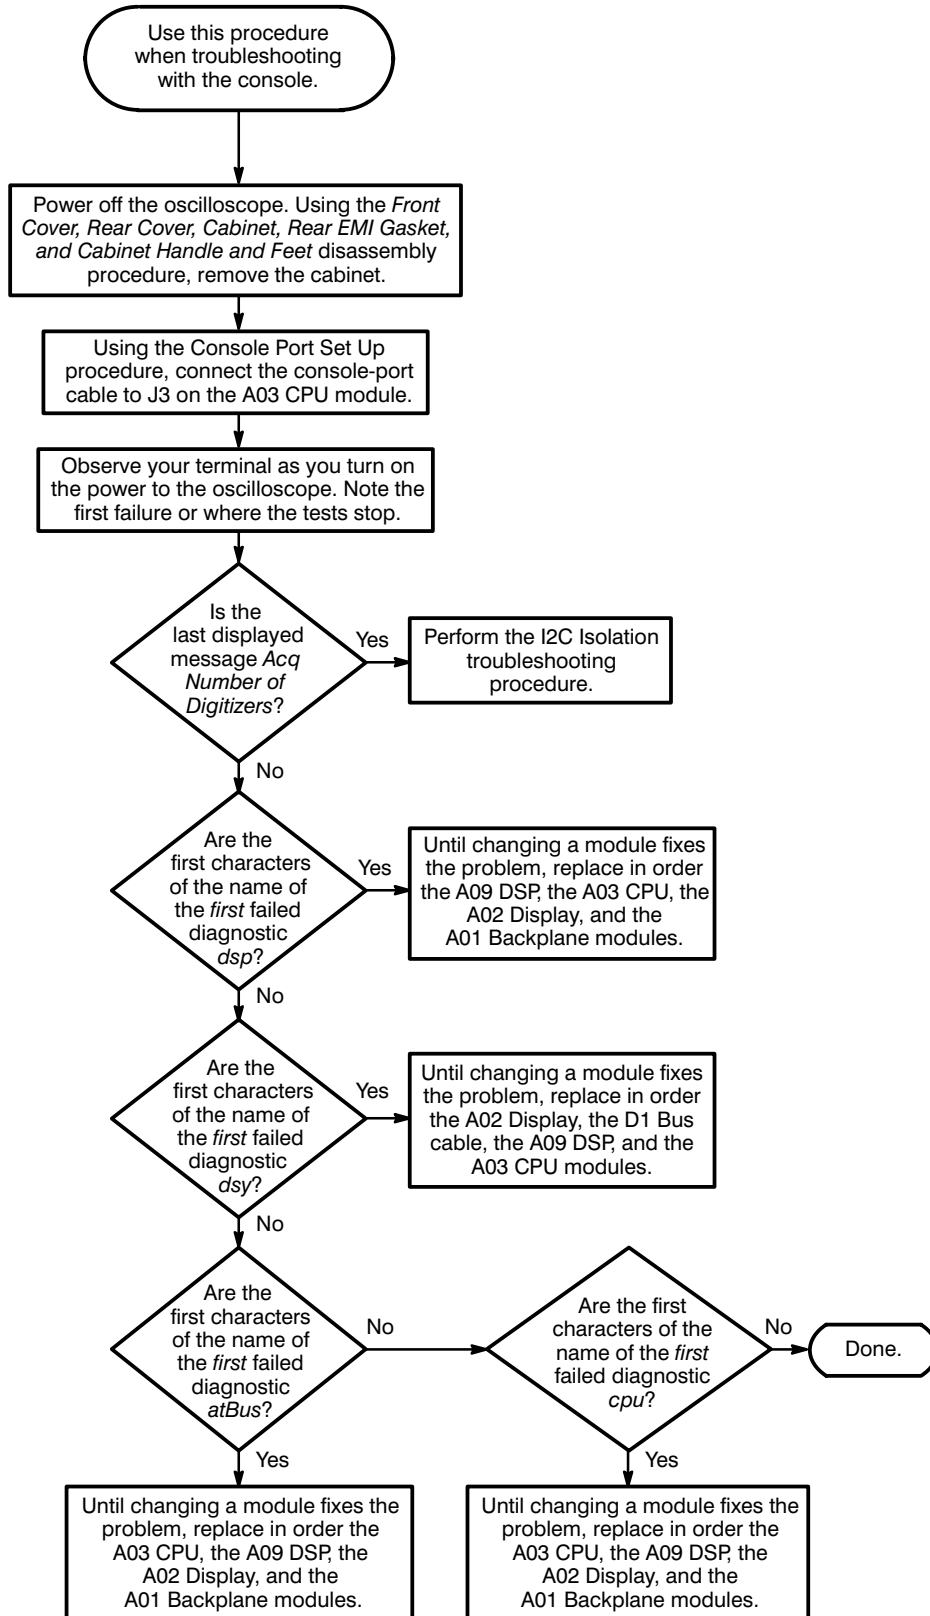 Use this procedure
when troubleshooting
with the console.
Power off the oscilloscope. Using the Front
Cover, Rear Cover, Cabinet, Rear EMI Gasket,
and Cabinet Handle and Feet disassembly
procedure, remove the cabinet.
Using the Console Port Set Up
procedure, connect the console-port
cable to J3 on the A03 CPU module.
Observe your terminal as you turn on
the power to the oscilloscope. Note the
first failure or where the tests stop.
Is the
last displayed
message Acq
Number of
Digitizers?
Yes
Perform the I2C Isolation
troubleshooting
procedure.
No
Are the
first characters
of the name of
the first failed
diagnostic
dsp?
Yes
Until changing a module fixes
the problem, replace in order
the A09 DSP, the A03 CPU, the
A02 Display, and the
A01 Backplane modules.
No
Are the
first characters
of the name of
the first failed
diagnostic
dsy?
Yes
Until changing a module fixes
the problem, replace in order
the A02 Display, the D1 Bus
cable, the A09 DSP, and the
A03 CPU modules.
No
Are the
first characters
of the name of
the first failed
diagnostic
atBus?
No
Are the first
characters of the
name of the first
failed diagnostic
cpu?
No
Done.
Yes
Until changing a module fixes the
problem, replace in order the
A03 CPU, the A09 DSP, the
A02 Display, and the
A01 Backplane modules.
Yes
Until changing a module fixes the
problem, replace in order the
A03 CPU, the A09 DSP, the
A02 Display, and the
A01 Backplane modules.